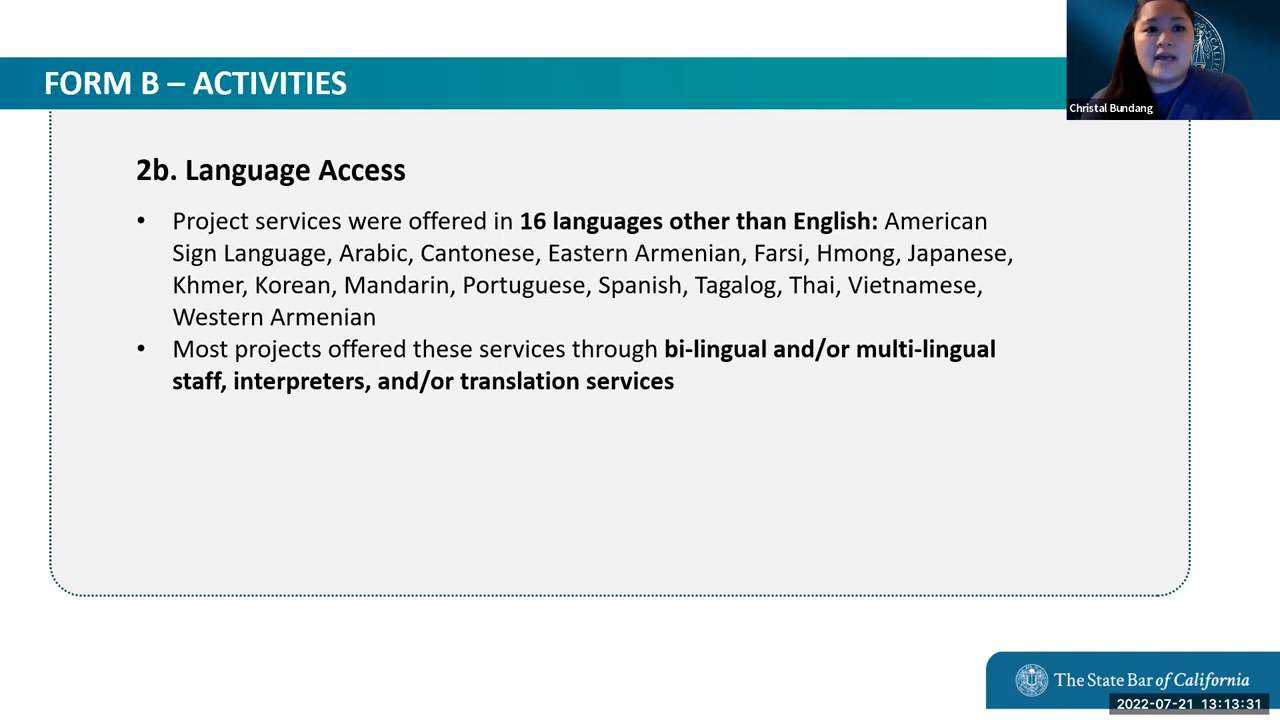 FORM B – ACTIVITIES
Christal Bundang
2b. Language Access
• Project services were offered in 16 languages other than English: American
Sign Language, Arabic, Cantonese, Eastern Armenian, Farsi, Hmong, Japanese,
Khmer, Korean, Mandarin, Portuguese, Spanish, Tagalog, Thai, Vietnamese,
Western Armenian
• Most projects offered these services through bi-lingual and/or multi-lingual
staff, interpreters, and/or translation services
The State Bar of California
2022-07-21 13:13:31